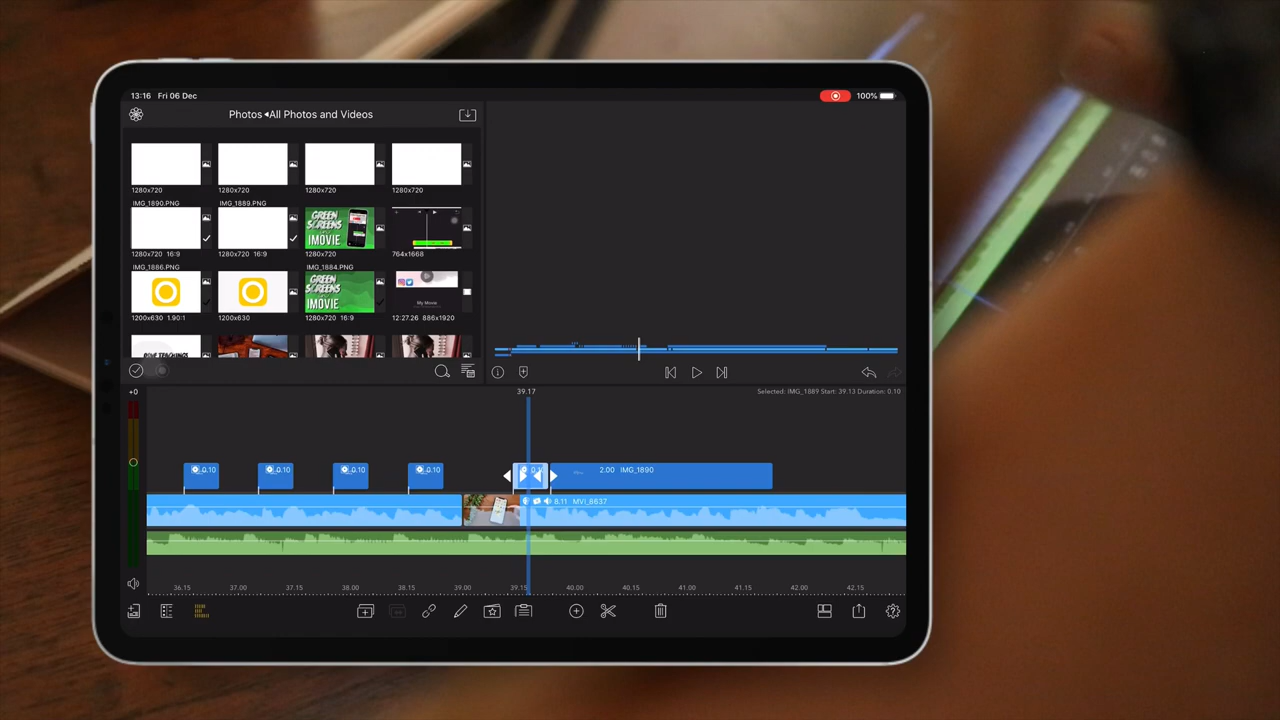 13:16 Fri 06 Dec
100%
Photos◂All Photos and Videos
1280x720 1280x720 1280x720 1280x720
IMG_1890.PNG IMG_1889.PNG
GREEN SCREENS
IMOVIE
1280x720 16:9 1280x720 16:9 1280x720 764x1668
IMG_1886.PNG IMG_1884.PNG
GREEN SCREENS
IMOVIE
My Movie
1200x630 1.90:1 1200x630 1280x720 16:9 12:27.26 886x1920
+0
39.17
Selected: IMG_1889 Start: 39.13 Duration: 0.10
0.10 0.10 0.10 0.10
2.00 IMG_1890
8.11 MVI_8637
36.15 37.00 37.15 38.00 38.15 39.00 39.15 40.00 40.15 41.00 41.15 42.00 42.15